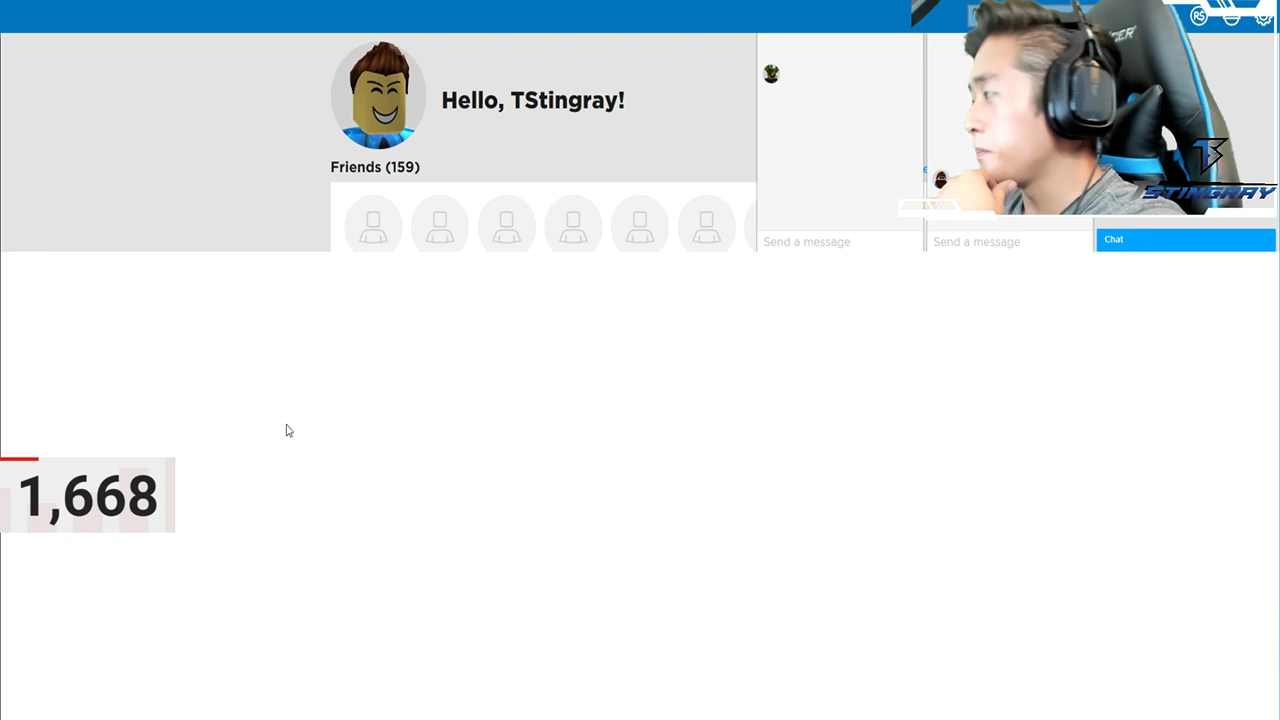 Hello, TStingray!
Friends (159)
Send a message
Send a message
Chat
STINGRAY
1,668